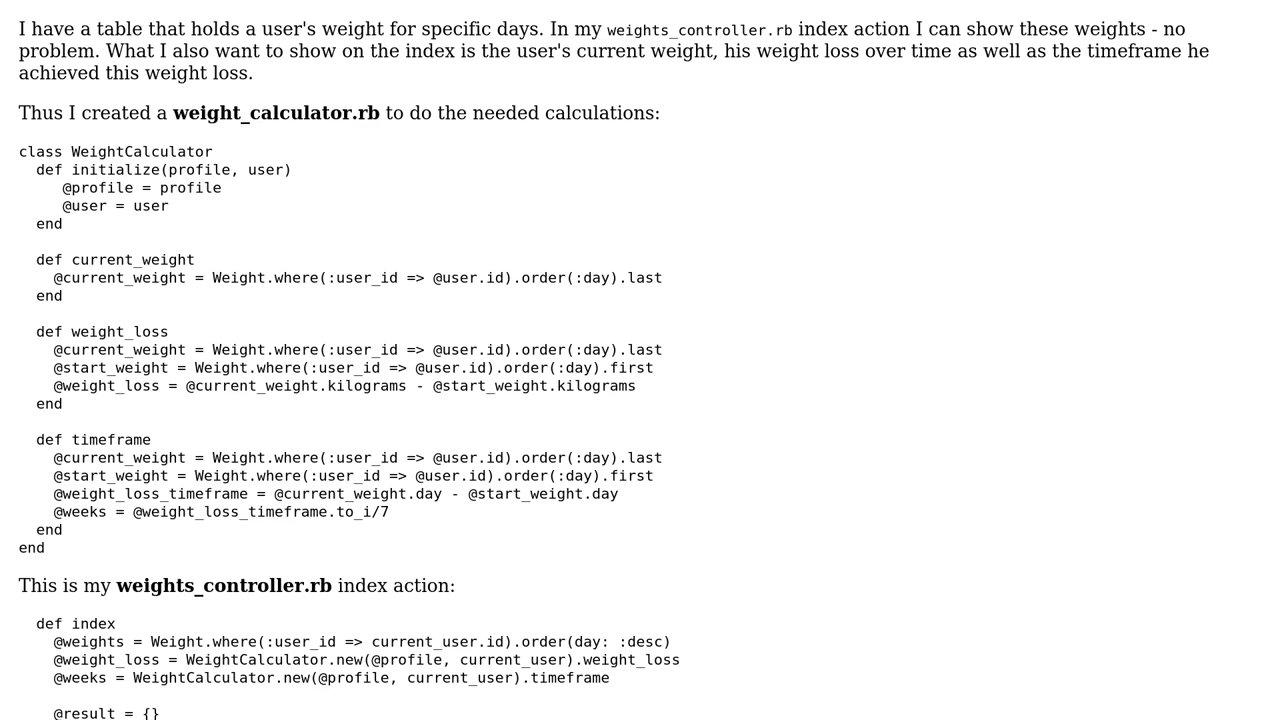 I have a table that holds a user's weight for specific days. In my weights_controller.rb index action I can show these weights - no
problem. What I also want to show on the index is the user's current weight, his weight loss over time as well as the timeframe he
achieved this weight loss.
Thus I created a weight_calculator.rb to do the needed calculations:
class WeightCalculator
  def initialize(profile, user)
     @profile = profile
     @user = user
  end
  def current_weight
    @current_weight = Weight.where(:user_id => @user.id).order(:day).last
  end
  def weight_loss
    @current_weight = Weight.where(:user_id => @user.id).order(:day).last
    @start_weight = Weight.where(:user_id => @user.id).order(:day).first
    @weight_loss = @current_weight.kilograms - @start_weight.kilograms
  end
  def timeframe
    @current_weight = Weight.where(:user_id => @user.id).order(:day).last
    @start_weight = Weight.where(:user_id => @user.id).order(:day).first
    @weight_loss_timeframe = @current_weight.day - @start_weight.day
    @weeks = @weight_loss_timeframe.to_i/7
  end
end
This is my weights_controller.rb index action:
  def index
    @weights = Weight.where(:user_id => current_user.id).order(day: :desc)
    @weight_loss = WeightCalculator.new(@profile, current_user).weight_loss
    @weeks = WeightCalculator.new(@profile, current_user).timeframe
    @result = {}